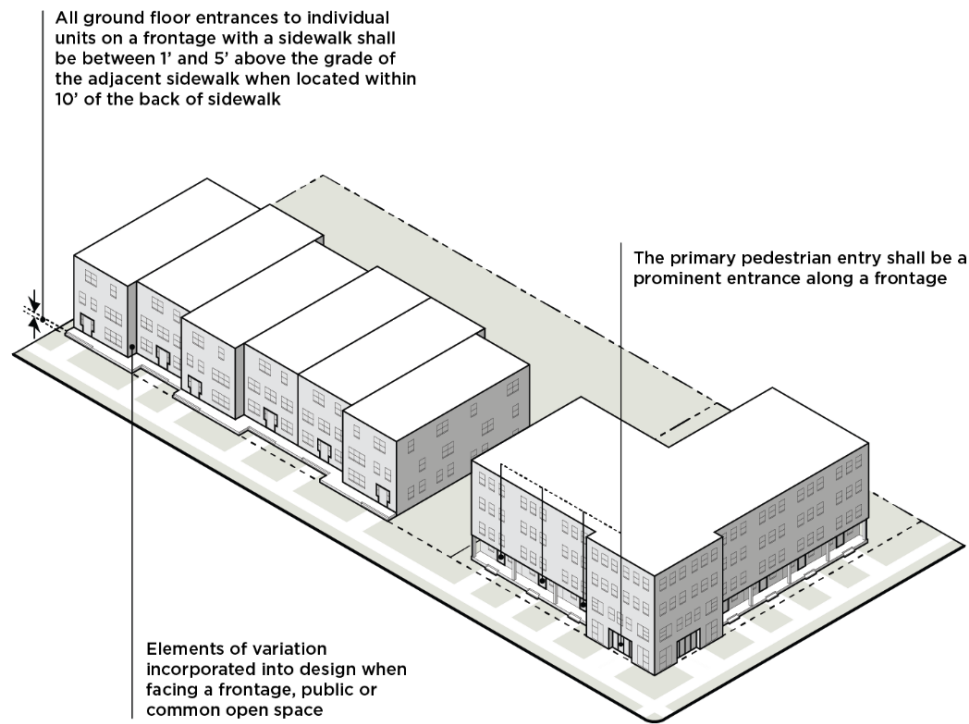 All ground floor entrances to individual
units on a frontage with a sidewalk shall
be between 1’ and 5’ above the grade of
the adjacent sidewalk when located within
10’ of the back of sidewalk
The primary pedestrian entry shall be a
prominent entrance along a frontage
Elements of variation
incorporated into design when
facing a frontage, public or
common open space